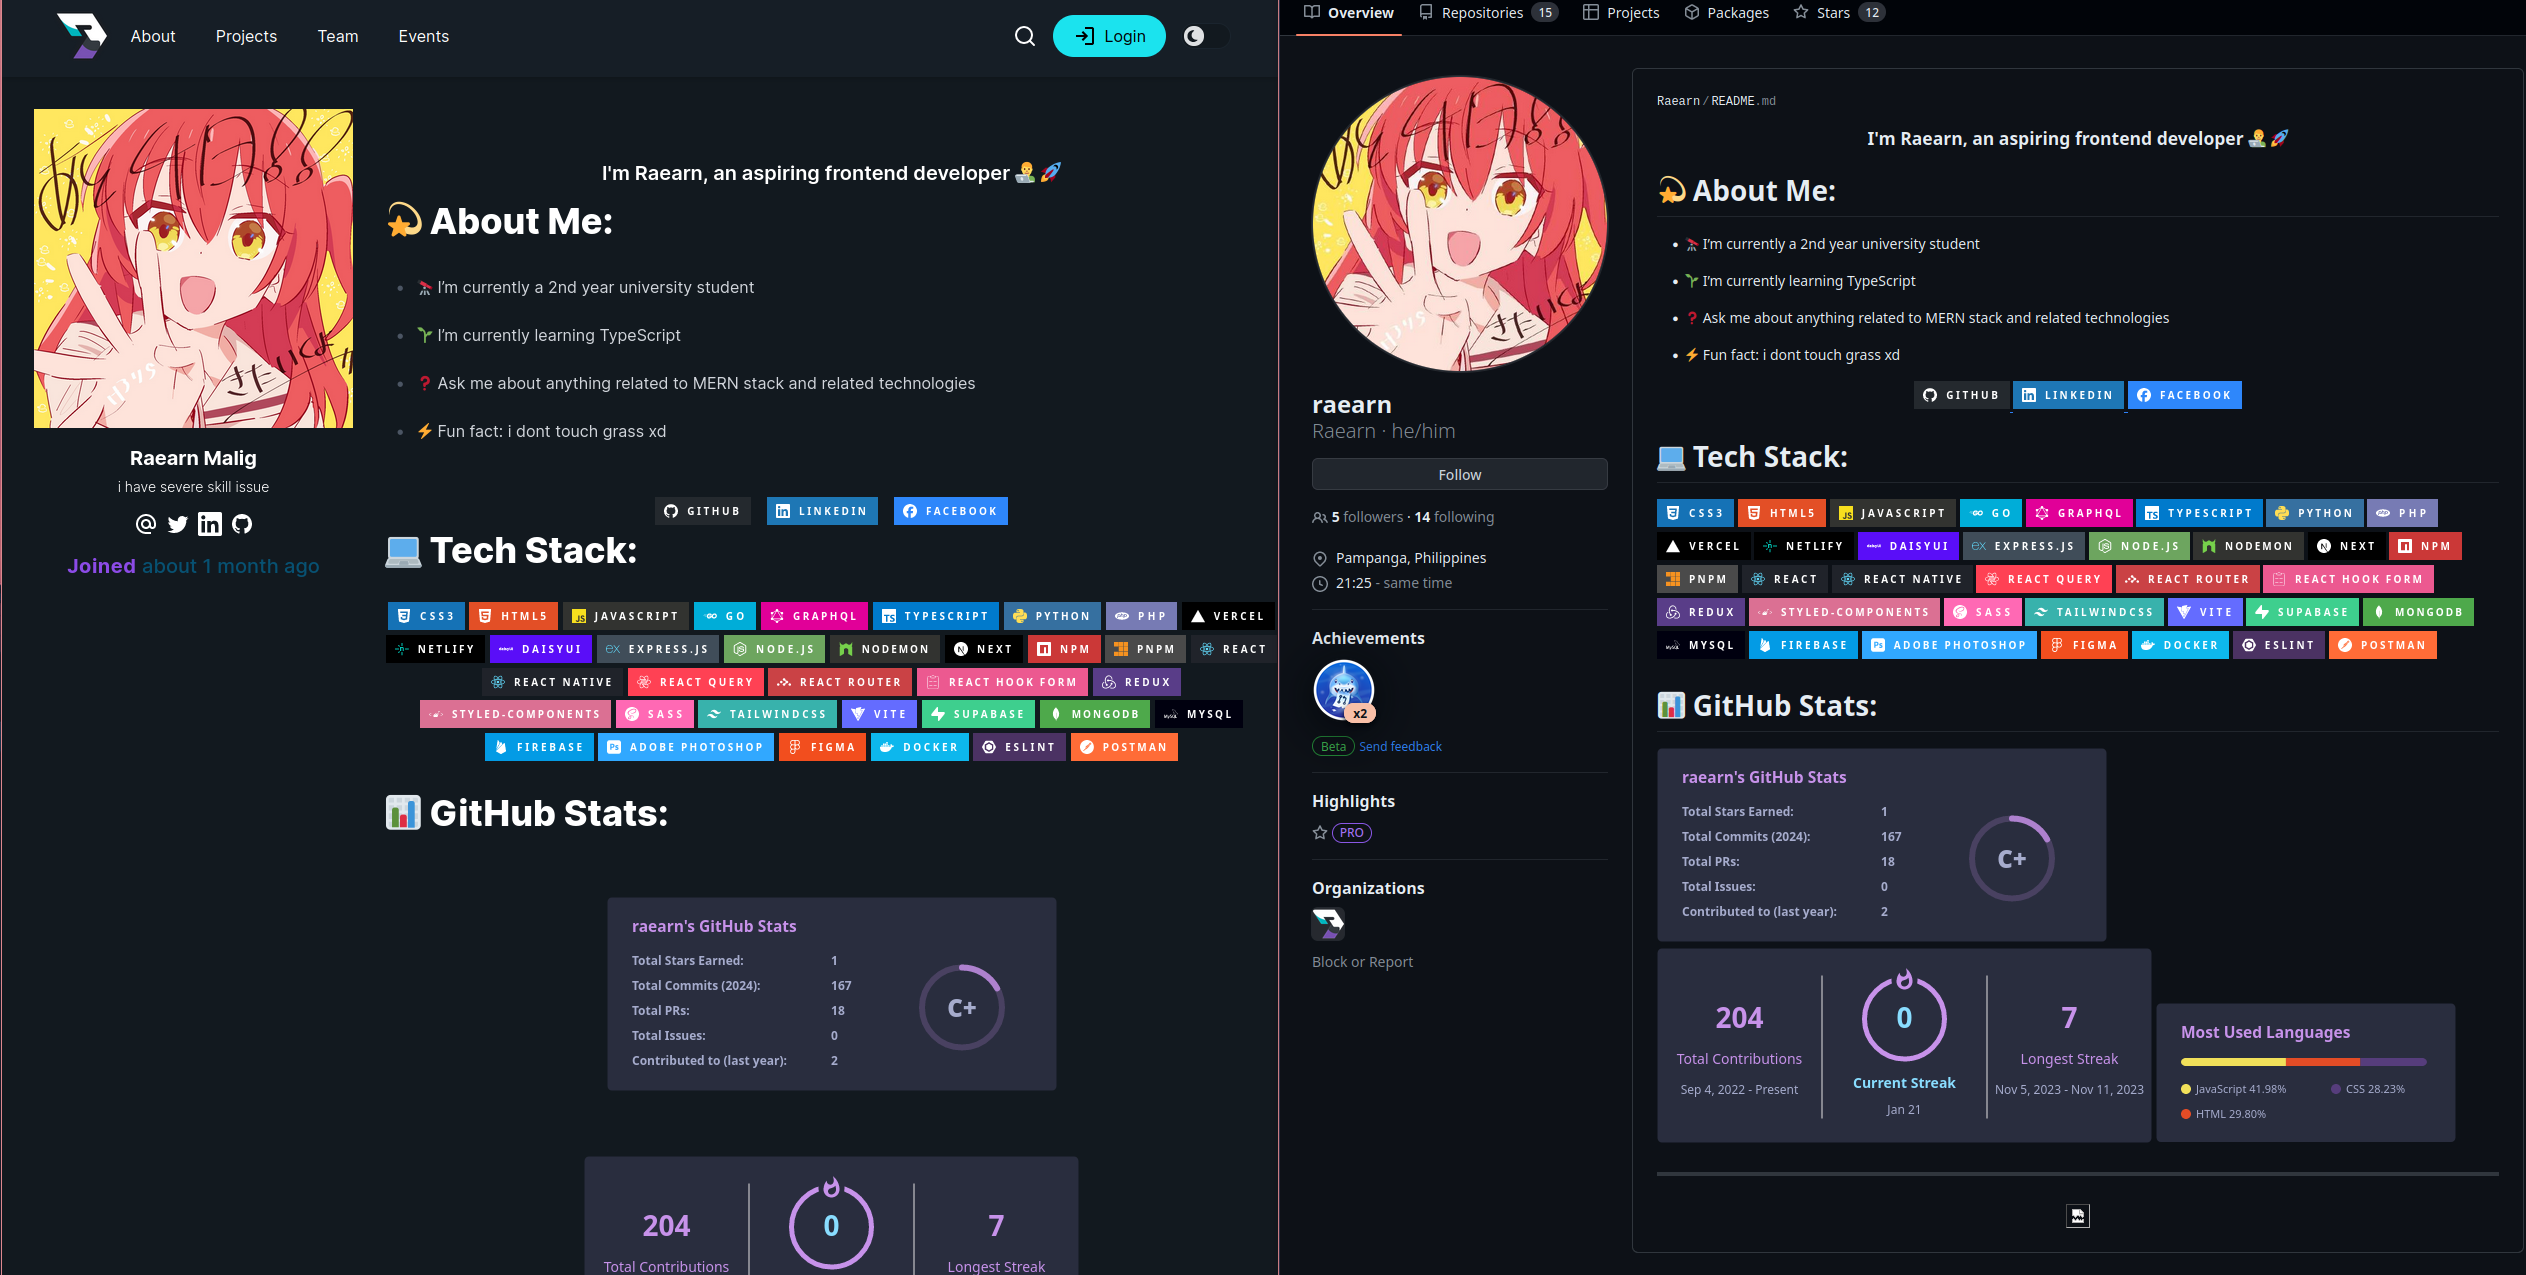 About
Projects
Team
Events
Login
I'm Raearn, an aspiring frontend developer 👨‍💻🚀
💫 About Me:
🔭 I’m currently a 2nd year university student
🌱 I’m currently learning TypeScript
❓ Ask me about anything related to MERN stack and related technologies
⚡ Fun fact: i dont touch grass xd
GITHUB LINKEDIN FACEBOOK
Raearn Malig
i have severe skill issue
Joined about 1 month ago
💻 Tech Stack:
CSS3 HTML5 JAVASCRIPT GO GRAPHQL TYPESCRIPT PYTHON PHP VERCEL
NETLIFY DAISYUI EXPRESS.JS NODE.JS NODEMON NEXT NPM PNPM REACT
REACT NATIVE REACT QUERY REACT ROUTER REACT HOOK FORM REDUX
STYLED-COMPONENTS SASS TAILWINDCSS VITE SUPABASE MONGODB MYSQL
FIREBASE ADOBE PHOTOSHOP FIGMA DOCKER ESLINT POSTMAN
📊 GitHub Stats:
raearn's GitHub Stats
Total Stars Earned: 1
Total Commits (2024): 167
Total PRs: 18
Total Issues: 0
Contributed to (last year): 2
C+
204
Total Contributions
0
7
Longest Streak
Overview
Repositories 15
Projects
Packages
Stars 12
raearn
Raearn · he/him
Follow
5 followers · 14 following
Pampanga, Philippines
21:25 - same time
Achievements
x2
Beta Send feedback
Highlights
PRO
Organizations
Block or Report
Raearn/README.md
I'm Raearn, an aspiring frontend developer 👨‍💻🚀
💫 About Me:
🔭 I’m currently a 2nd year university student
🌱 I’m currently learning TypeScript
❓ Ask me about anything related to MERN stack and related technologies
⚡ Fun fact: i dont touch grass xd
GITHUB LINKEDIN FACEBOOK
💻 Tech Stack:
CSS3 HTML5 JAVASCRIPT GO GRAPHQL TYPESCRIPT PYTHON PHP
VERCEL NETLIFY DAISYUI EXPRESS.JS NODE.JS NODEMON NEXT NPM
PNPM REACT REACT NATIVE REACT QUERY REACT ROUTER REACT HOOK FORM
REDUX STYLED-COMPONENTS SASS TAILWINDCSS VITE SUPABASE MONGODB
MYSQL FIREBASE ADOBE PHOTOSHOP FIGMA DOCKER ESLINT POSTMAN
📊 GitHub Stats:
raearn's GitHub Stats
Total Stars Earned: 1
Total Commits (2024): 167
Total PRs: 18
Total Issues: 0
Contributed to (last year): 2
C+
204
Total Contributions
Sep 4, 2022 - Present
0
Current Streak
Jan 21
7
Longest Streak
Nov 5, 2023 - Nov 11, 2023
Most Used Languages
JavaScript 41.98%
CSS 28.23%
HTML 29.80%